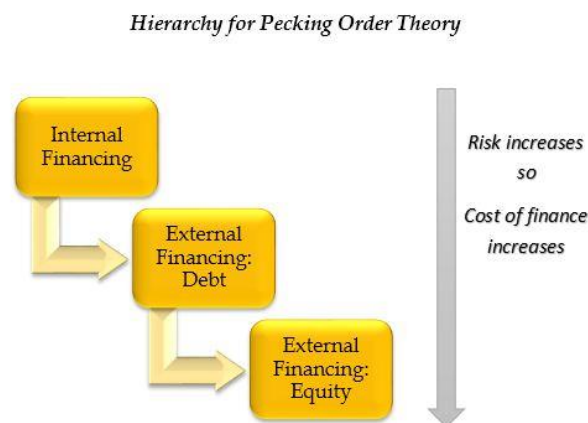 Hierarchy for Pecking Order Theory
Internal
Financing
External
Financing:
Debt
External
Financing:
Equity
Risk increases
so
Cost of finance
increases